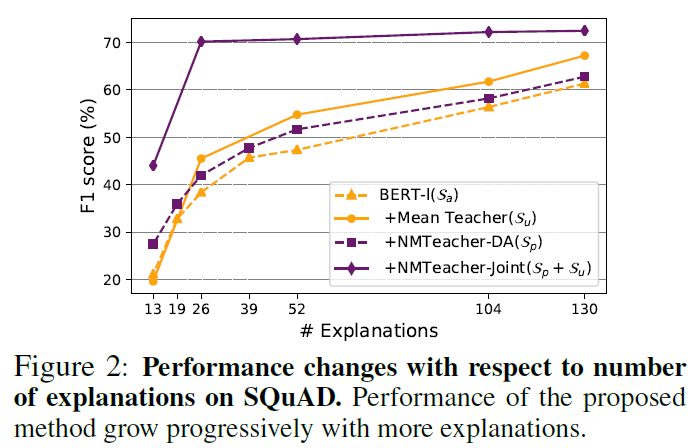 70
60
50
40
30
20
F1 score (%)
13 19 26 39 52 104 130
# Explanations
BERT-l(𝒮ₐ)
+Mean Teacher(𝒮ᵤ)
+NMTeacher-DA(𝒮ₚ)
+NMTeacher-Joint(𝒮ₚ + 𝒮ᵤ)
Figure 2: Performance changes with respect to number
of explanations on SQuAD. Performance of the proposed
method grow progressively with more explanations.